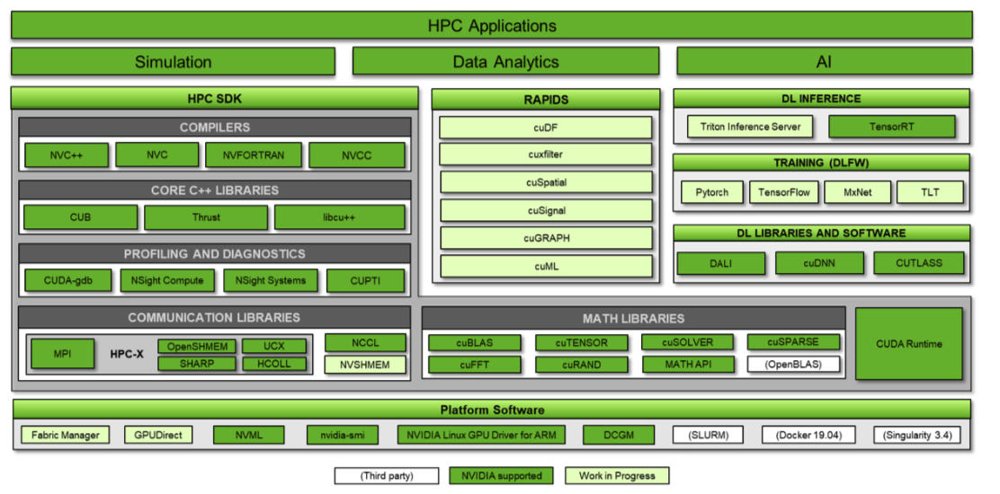 HPC Applications
Simulation
Data Analytics
AI
HPC SDK
COMPILERS
NVC++
NVC
NVFORTRAN
NVCC
CORE C++ LIBRARIES
CUB
Thrust
libcu++
PROFILING AND DIAGNOSTICS
CUDA-gdb
NSight Compute
NSight Systems
CUPTI
COMMUNICATION LIBRARIES
MPI
HPC-X
OpenSHMEM
UCX
SHARP
HCOLL
NCCL
NVSHMEM
RAPIDS
cuDF
cuxfilter
cuSpatial
cuSignal
cuGRAPH
cuML
DL INFERENCE
Triton Inference Server
TensorRT
TRAINING (DLFW)
Pytorch
TensorFlow
MxNet
TLT
DL LIBRARIES AND SOFTWARE
DALI
cuDNN
CUTLASS
MATH LIBRARIES
cuBLAS
cuTENSOR
cuSOLVER
cuSPARSE
cuFFT
cuRAND
MATH API
(OpenBLAS)
CUDA Runtime
Platform Software
Fabric Manager
GPUDirect
NVML
nvidia-smi
NVIDIA Linux GPU Driver for ARM
DCGM
(SLURM)
(Docker 19.04)
(Singularity 3.4)
(Third party)
NVIDIA supported
Work in Progress